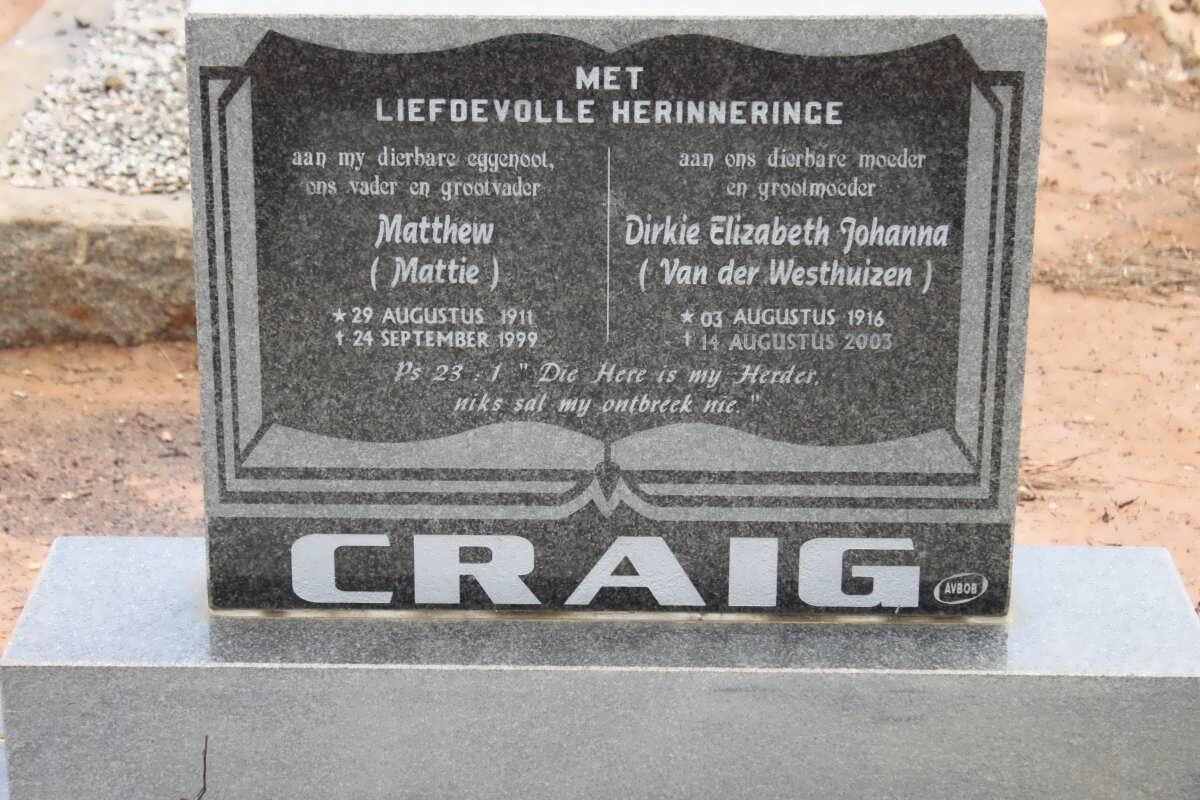 MET
LIEFDEVOLLE HERINNERINGE
aan my dierbare eggenoot,
ons vader en grootvader
Matthew
( Mattie )
★ 29 AUGUSTUS 1911
✝ 24 SEPTEMBER 1999
aan ons dierbare moeder
en grootmoeder
Dirkie Elizabeth Johanna
( Van der Westhuizen )
★ 03 AUGUSTUS 1916
✝ 14 AUGUSTUS 2003
Ps 23 : 1 " Die Here is my Herder,
niks sal my ontbreek nie. "
CRAIG
AVBOB